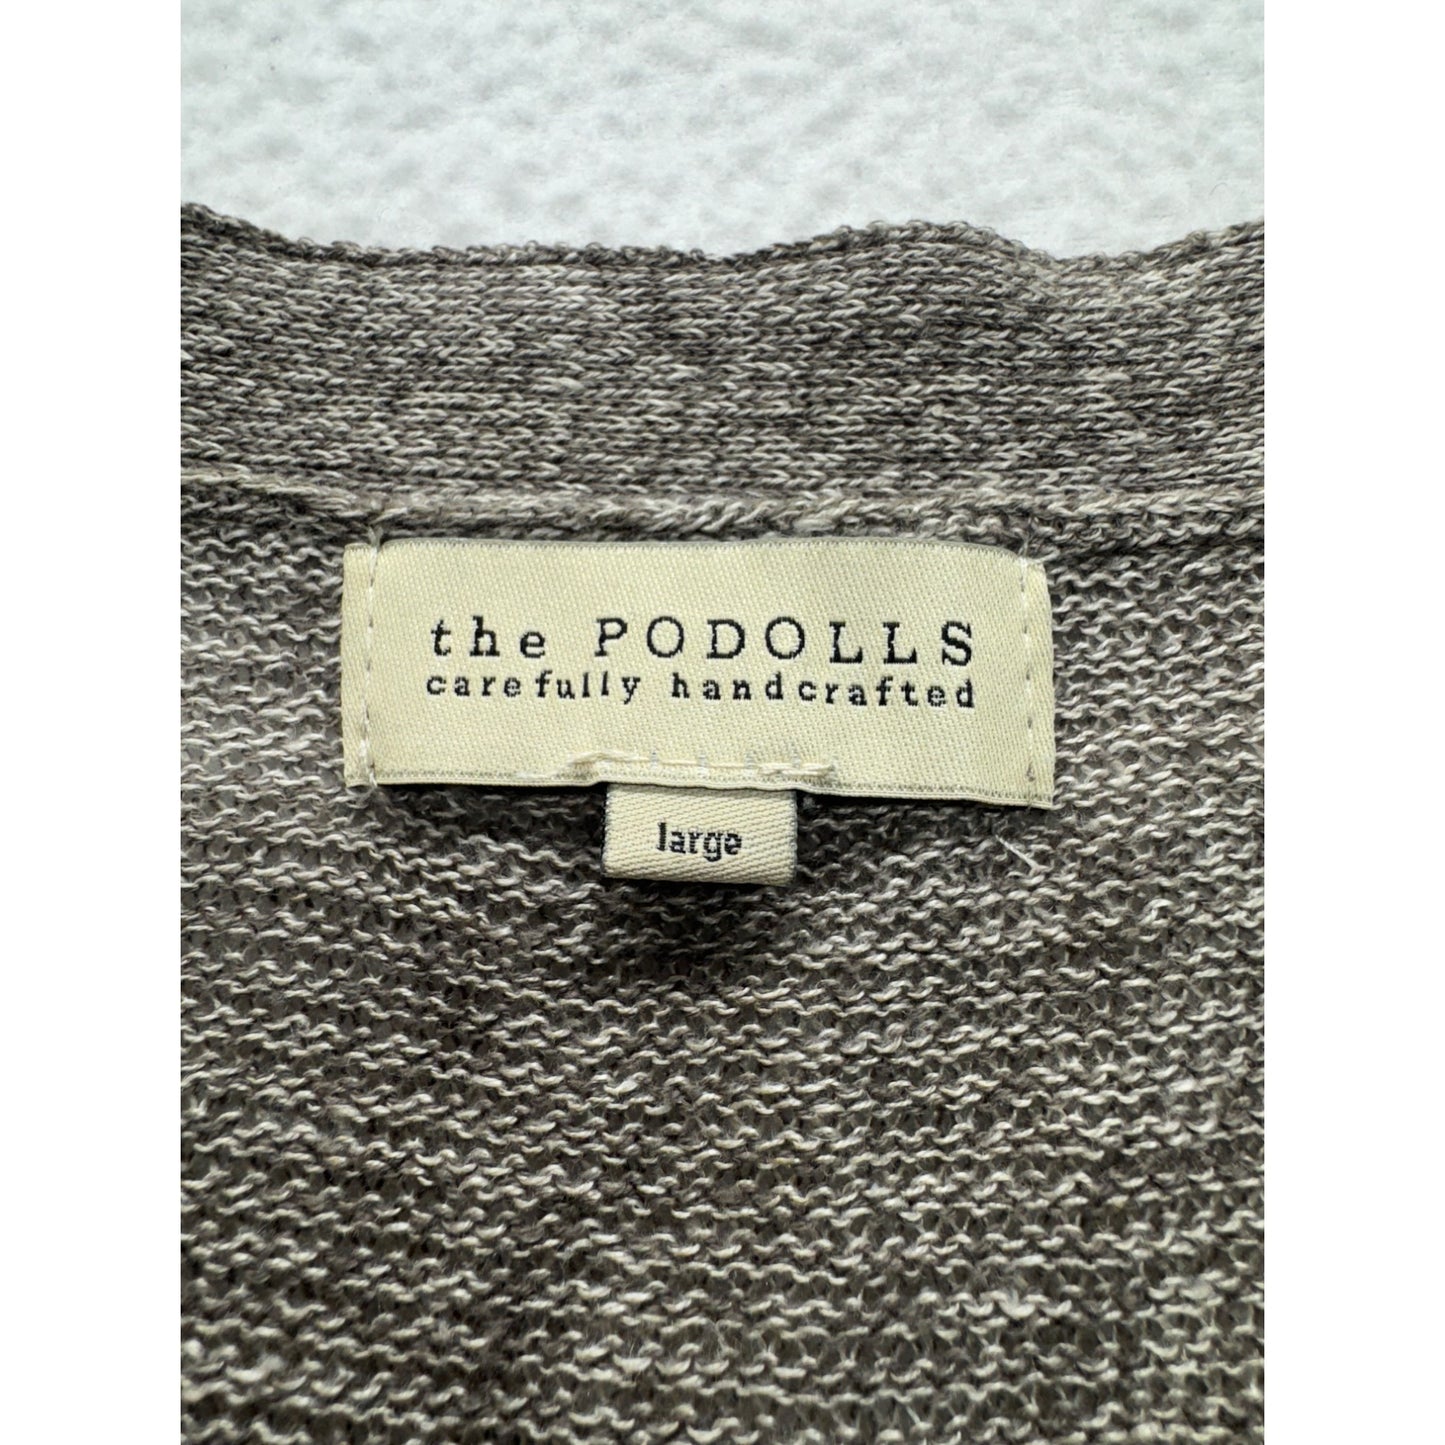 the PODOLLS
carefully handcrafted
large